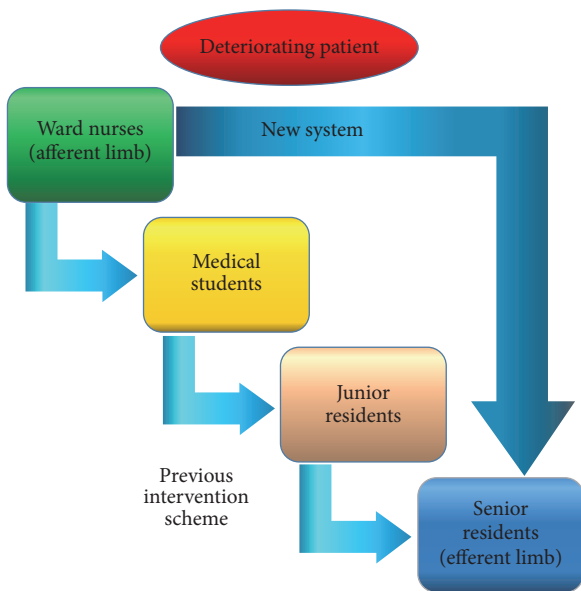 Deteriorating patient
Ward nurses
(afferent limb)
New system
Medical
students
Junior
residents
Previous
intervention
scheme
Senior
residents
(efferent limb)